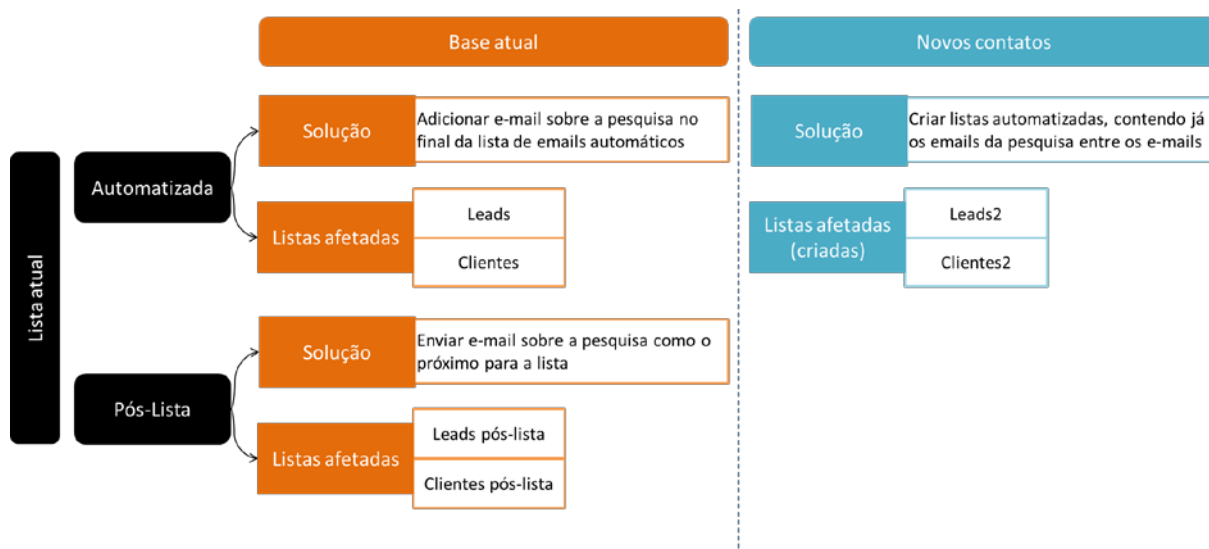 Base atual
Novos contatos
Lista atual
Automatizada
Solução
Adicionar e-mail sobre a pesquisa no
final da lista de emails automáticos
Listas afetadas
Leads
Clientes
Solução
Criar listas automatizadas, contendo já
os emails da pesquisa entre os e-mails
Listas afetadas
(criadas)
Leads2
Clientes2
Pós-Lista
Solução
Enviar e-mail sobre a pesquisa como o
próximo para a lista
Listas afetadas
Leads pós-lista
Clientes pós-lista